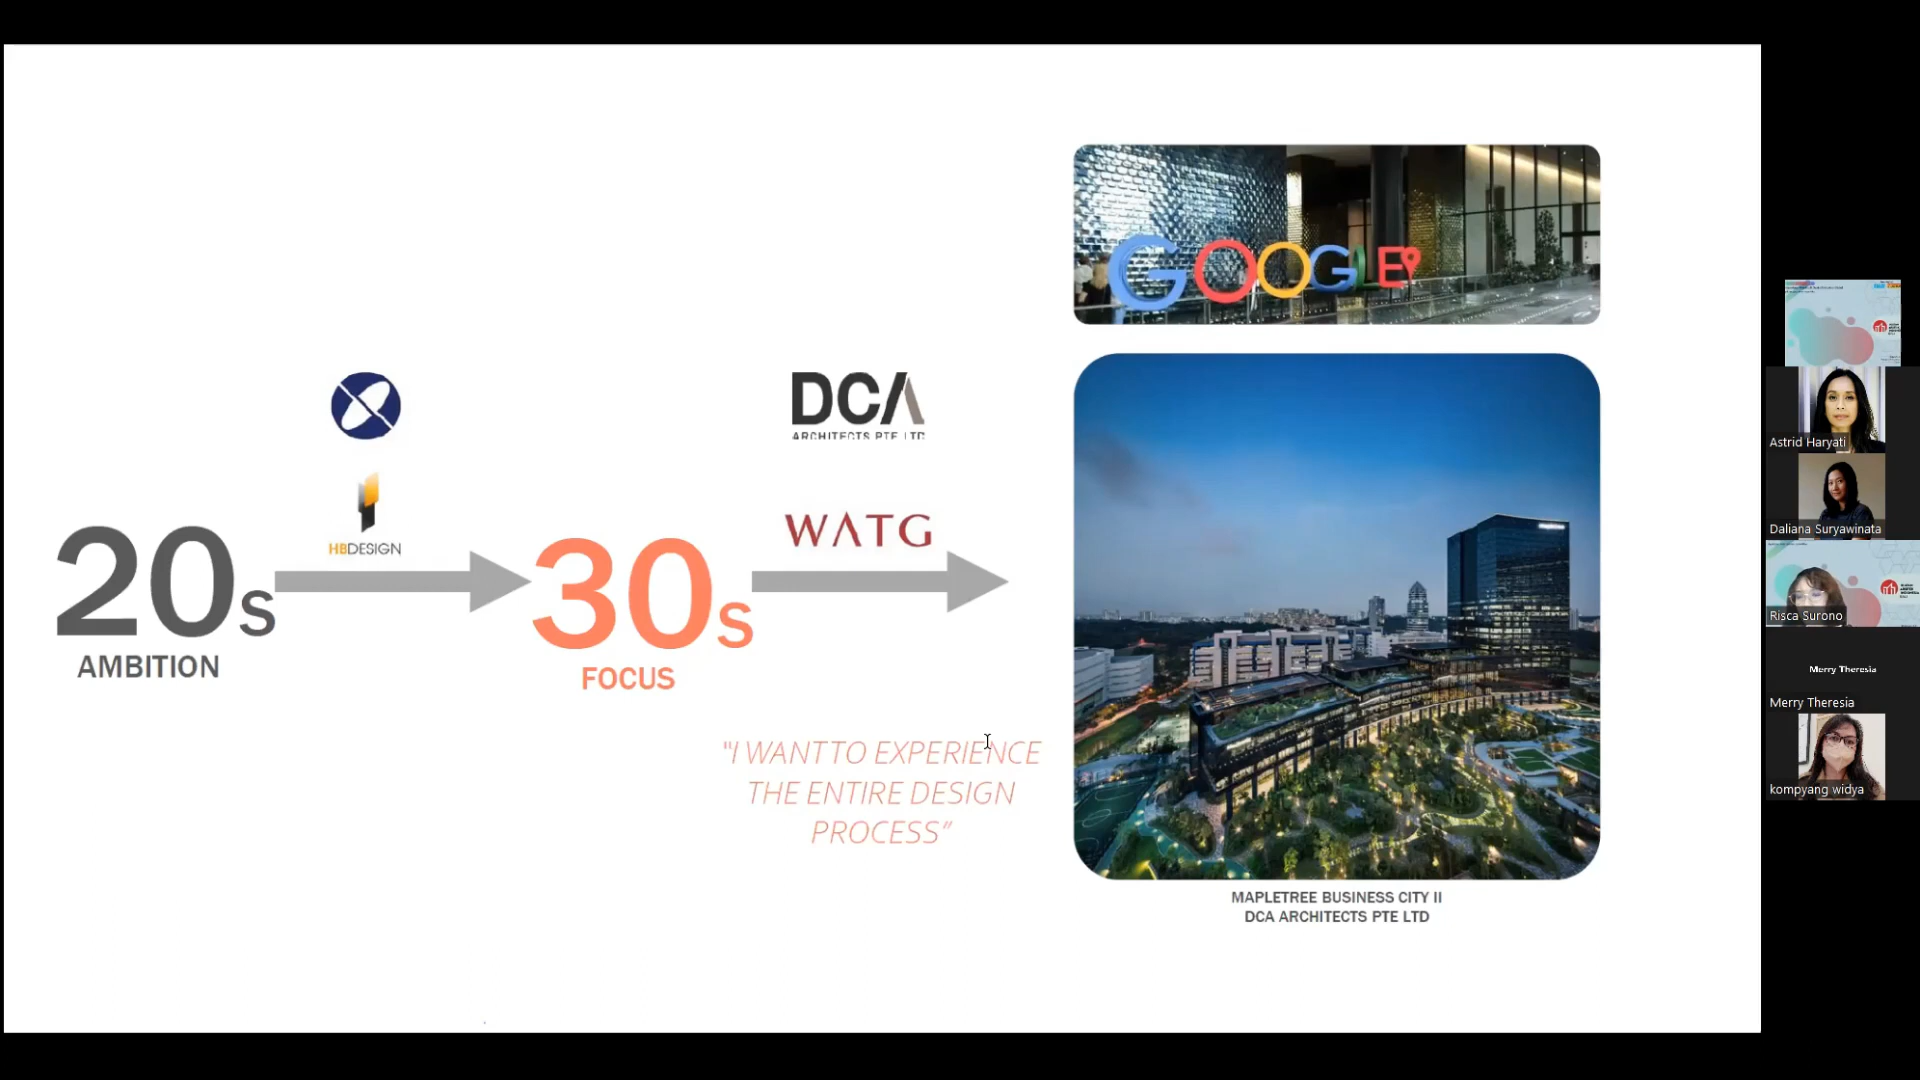 GOOGLE
DCA
ARCHITECTS PTE LTD
HBDESIGN
WATG
20s
AMBITION
30s
FOCUS
"I WANT TO EXPERIENCE
THE ENTIRE DESIGN
PROCESS"
MAPLETREE BUSINESS CITY II
DCA ARCHITECTS PTE LTD
Astrid Haryati
Daliana Suryawinata
Risca Surono
Merry Theresia
Merry Theresia
kompyang widya